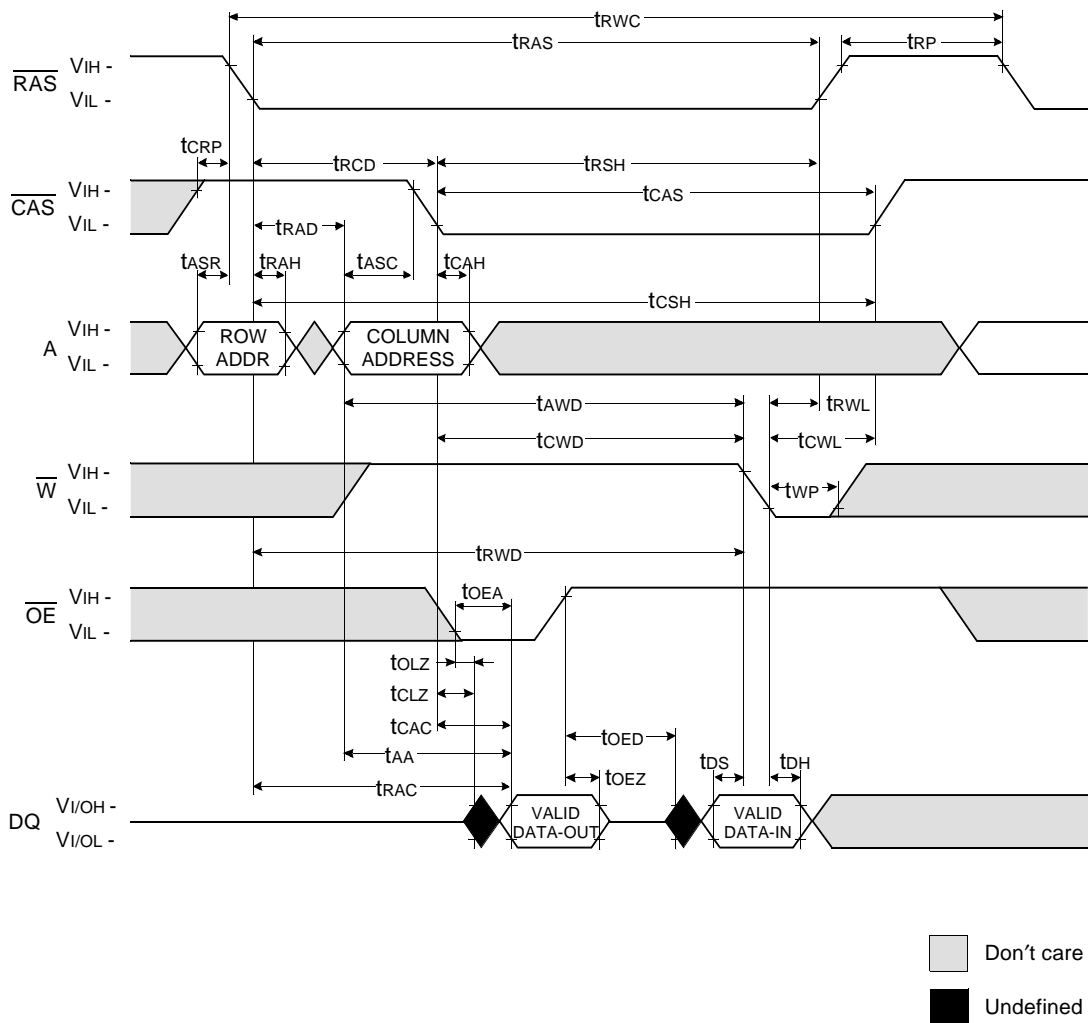 tRWC
tRAS
tRP
RAS
VIH -
VIL -
tCRP
tRCD
tRSH
CAS
VIH -
VIL -
tCAS
tRAD
tASR
tRAH
tASC
tCAH
tCSH
A
VIH -
VIL -
ROW
ADDR
COLUMN
ADDRESS
tAWD
tRWL
tCWD
tCWL
W
VIH -
VIL -
tWP
tRWD
OE
VIH -
VIL -
tOEA
tOLZ
tCLZ
tCAC
tOED
tAA
tDS
tDH
tOEZ
tRAC
DQ
VI/OH -
VI/OL -
VALID
DATA-OUT
VALID
DATA-IN
Don't care
Undefined